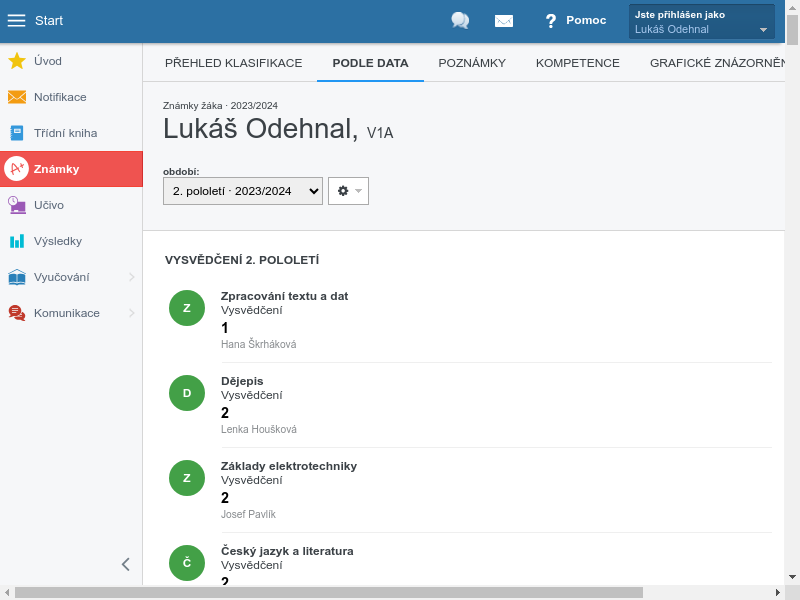 Start
? Pomoc
Jste přihlášen jako
Lukáš Odehnal
Úvod
Notifikace
Třídní kniha
A+
Známky
Učivo
Výsledky
Vyučování
Komunikace
PŘEHLED KLASIFIKACE
PODLE DATA
POZNÁMKY
KOMPETENCE
GRAFICKÉ ZNÁZORNĚN
Známky žáka · 2023/2024
Lukáš Odehnal, V1A
období:
2. pololetí · 2023/2024
VYSVĚDČENÍ 2. POLOLETÍ
Z
Zpracování textu a dat
Vysvědčení
1
Hana Škrháková
D
Dějepis
Vysvědčení
2
Lenka Houšková
Z
Základy elektrotechniky
Vysvědčení
2
Josef Pavlík
Č
Český jazyk a literatura
Vysvědčení
2